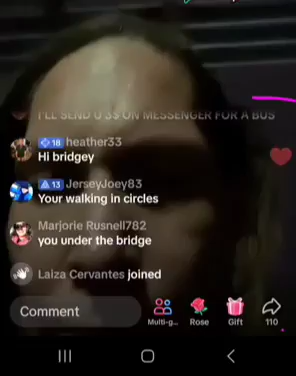 I'LL SEND U 3$ ON MESSENGER FOR A BUS
18 heather33
Hi bridgey
13 JerseyJoey83
Your walking in circles
Marjorie Rusnell782
you under the bridge
Laiza Cervantes joined
Comment
Multi-g...
Rose
Gift
110